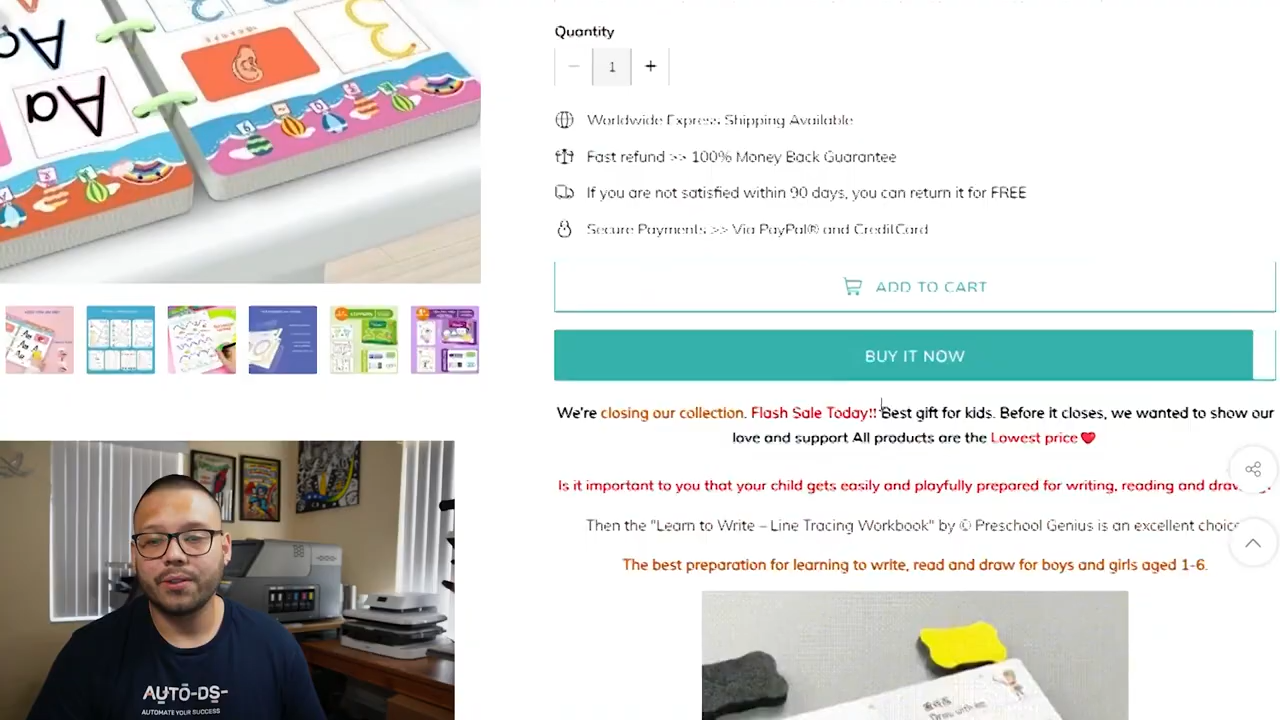 Quantity
1
Worldwide Express Shipping Available
Fast refund >> 100% Money Back Guarantee
If you are not satisfied within 90 days, you can return it for FREE
Secure Payments >> Via PayPal® and CreditCard
ADD TO CART
BUY IT NOW
We're closing our collection. Flash Sale Today!! Best gift for kids. Before it closes, we wanted to show our
love and support All products are the Lowest price
Is it important to you that your child gets easily and playfully prepared for writing, reading and
Then the "Learn to Write – Line Tracing Workbook" by © Preschool Genius is an excellent choice
The best preparation for learning to write, read and draw for boys and girls aged 1-6.
Aa
AUTO-DS
AUTOMATE YOUR SUCCESS